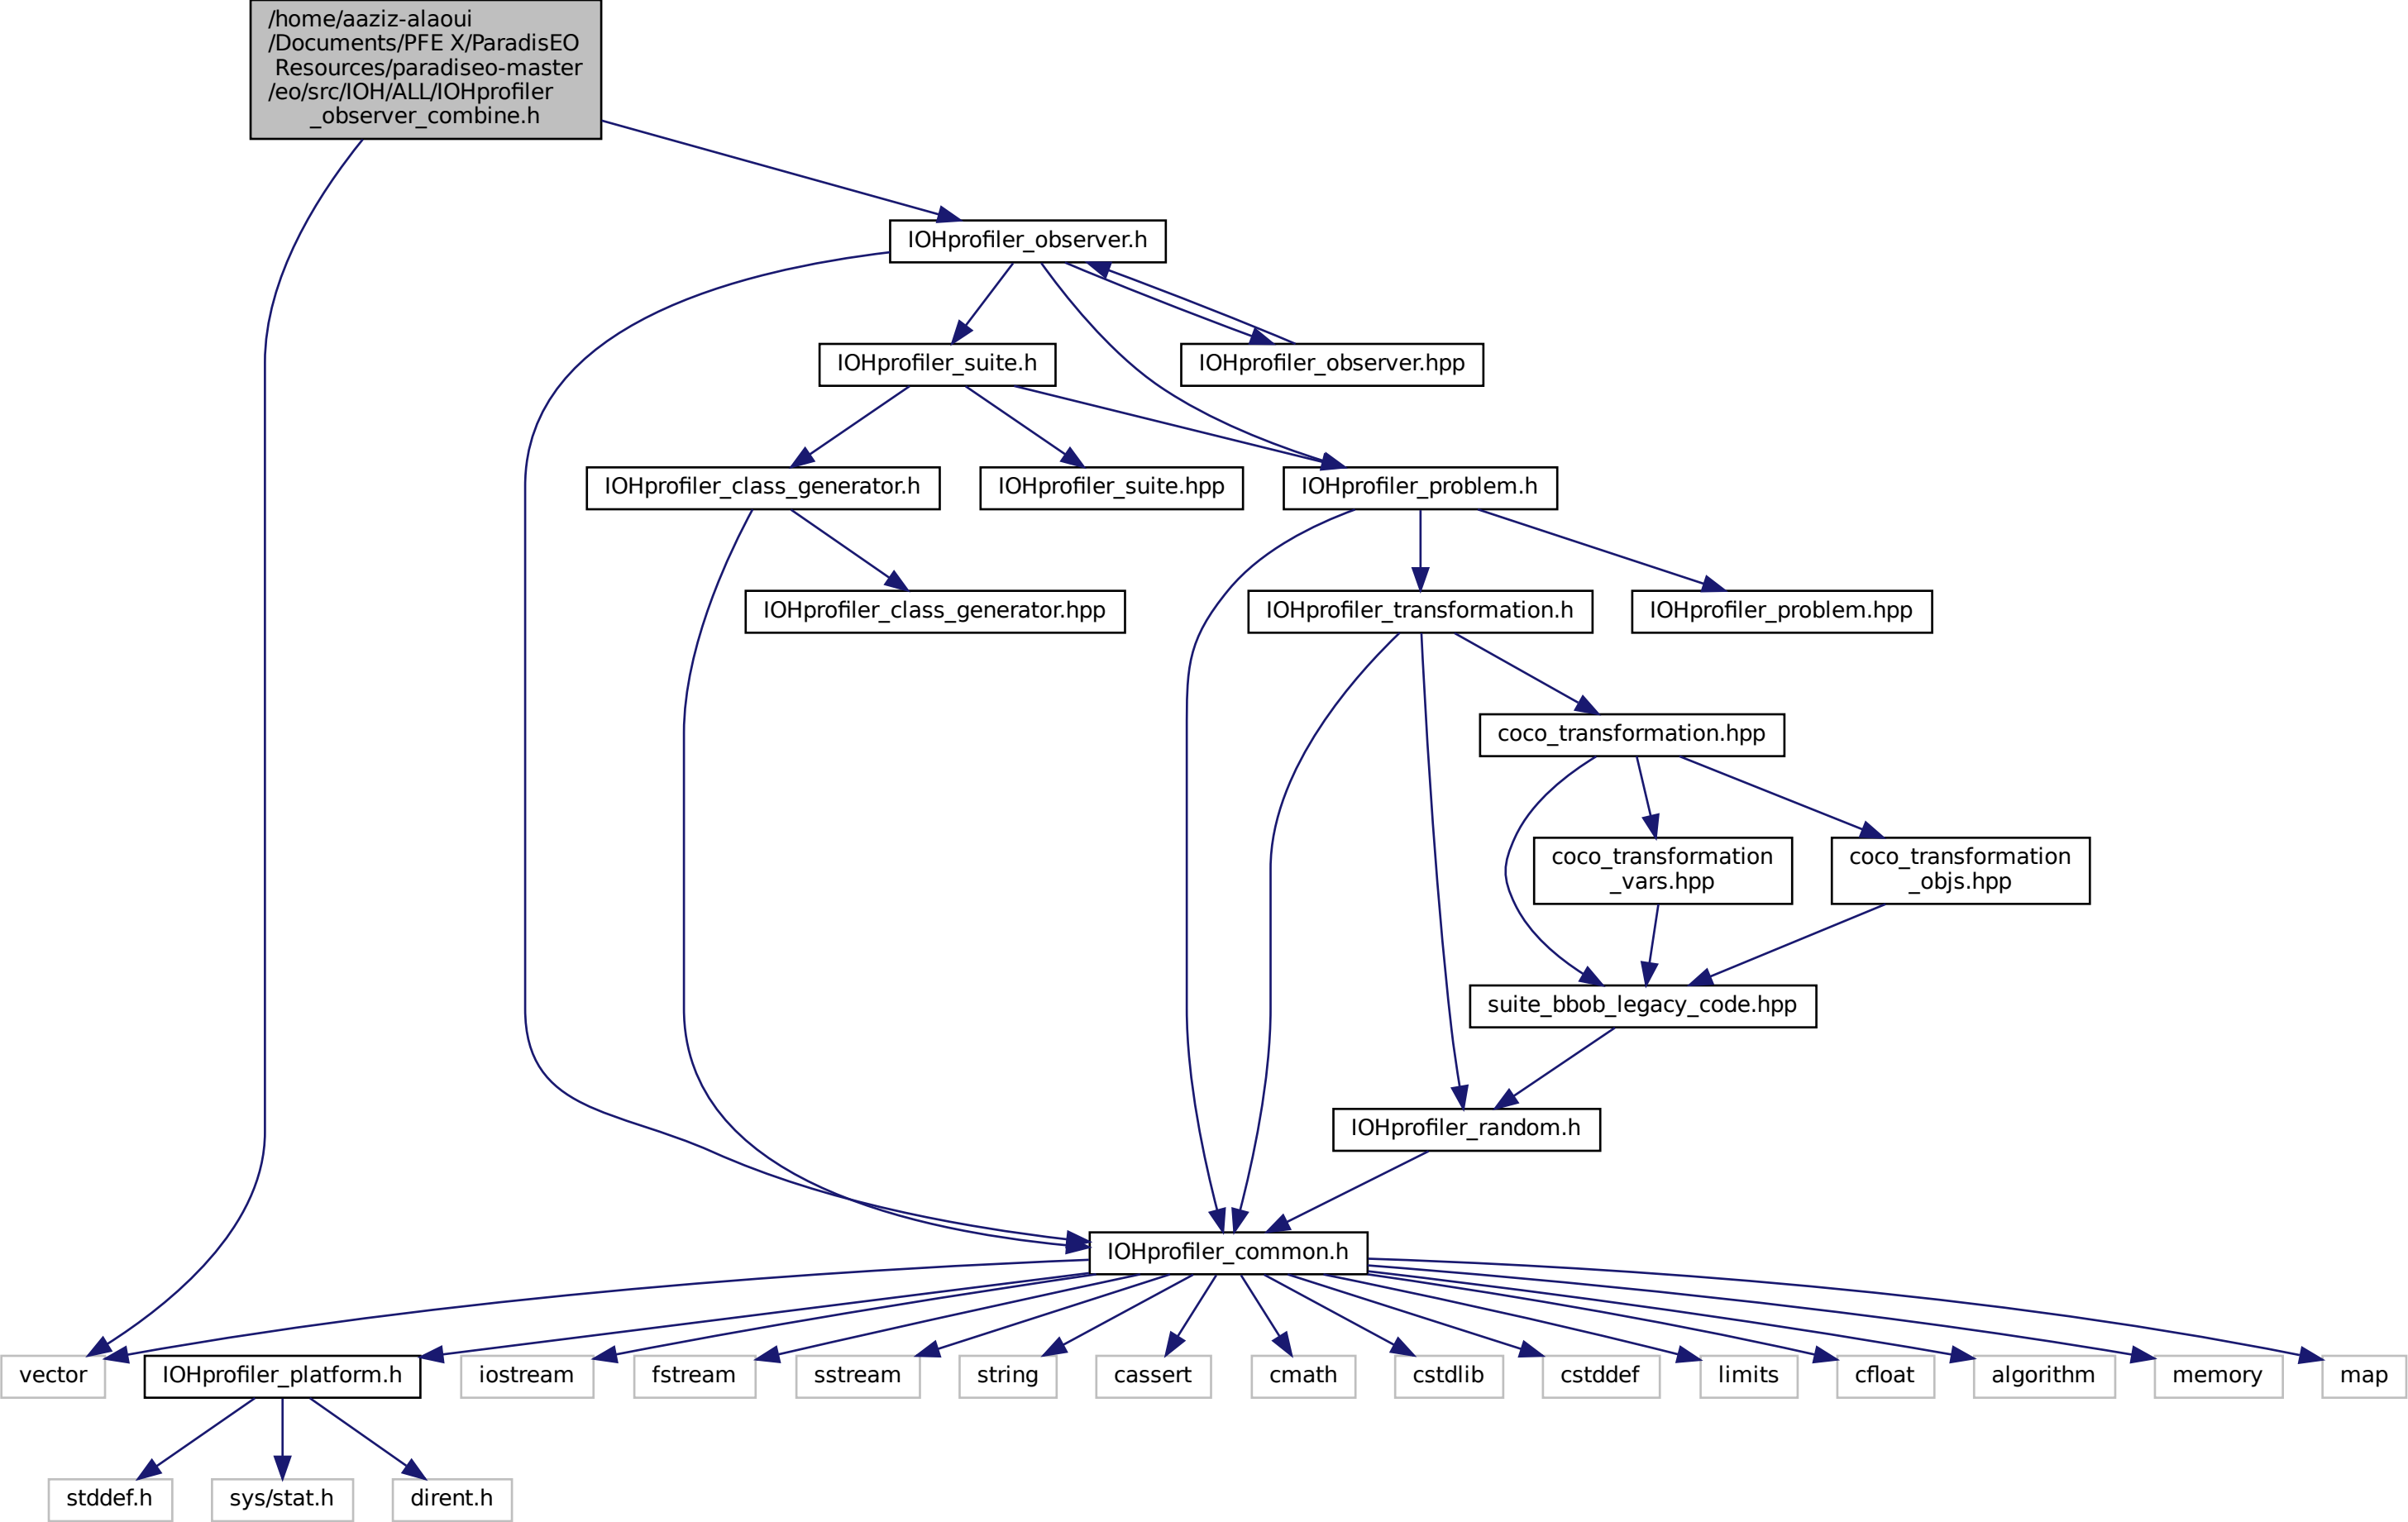 /home/aaziz-alaoui
/Documents/PFE X/ParadisEO
Resources/paradiseo-master
/eo/src/IOH/ALL/IOHprofiler
_observer_combine.h
IOHprofiler_observer.h
IOHprofiler_suite.h
IOHprofiler_observer.hpp
IOHprofiler_class_generator.h
IOHprofiler_suite.hpp
IOHprofiler_problem.h
IOHprofiler_class_generator.hpp
IOHprofiler_transformation.h
IOHprofiler_problem.hpp
coco_transformation.hpp
coco_transformation
_vars.hpp
coco_transformation
_objs.hpp
suite_bbob_legacy_code.hpp
IOHprofiler_random.h
IOHprofiler_common.h
vector
IOHprofiler_platform.h
iostream
fstream
sstream
string
cassert
cmath
cstdlib
cstddef
limits
cfloat
algorithm
memory
map
stddef.h
sys/stat.h
dirent.h